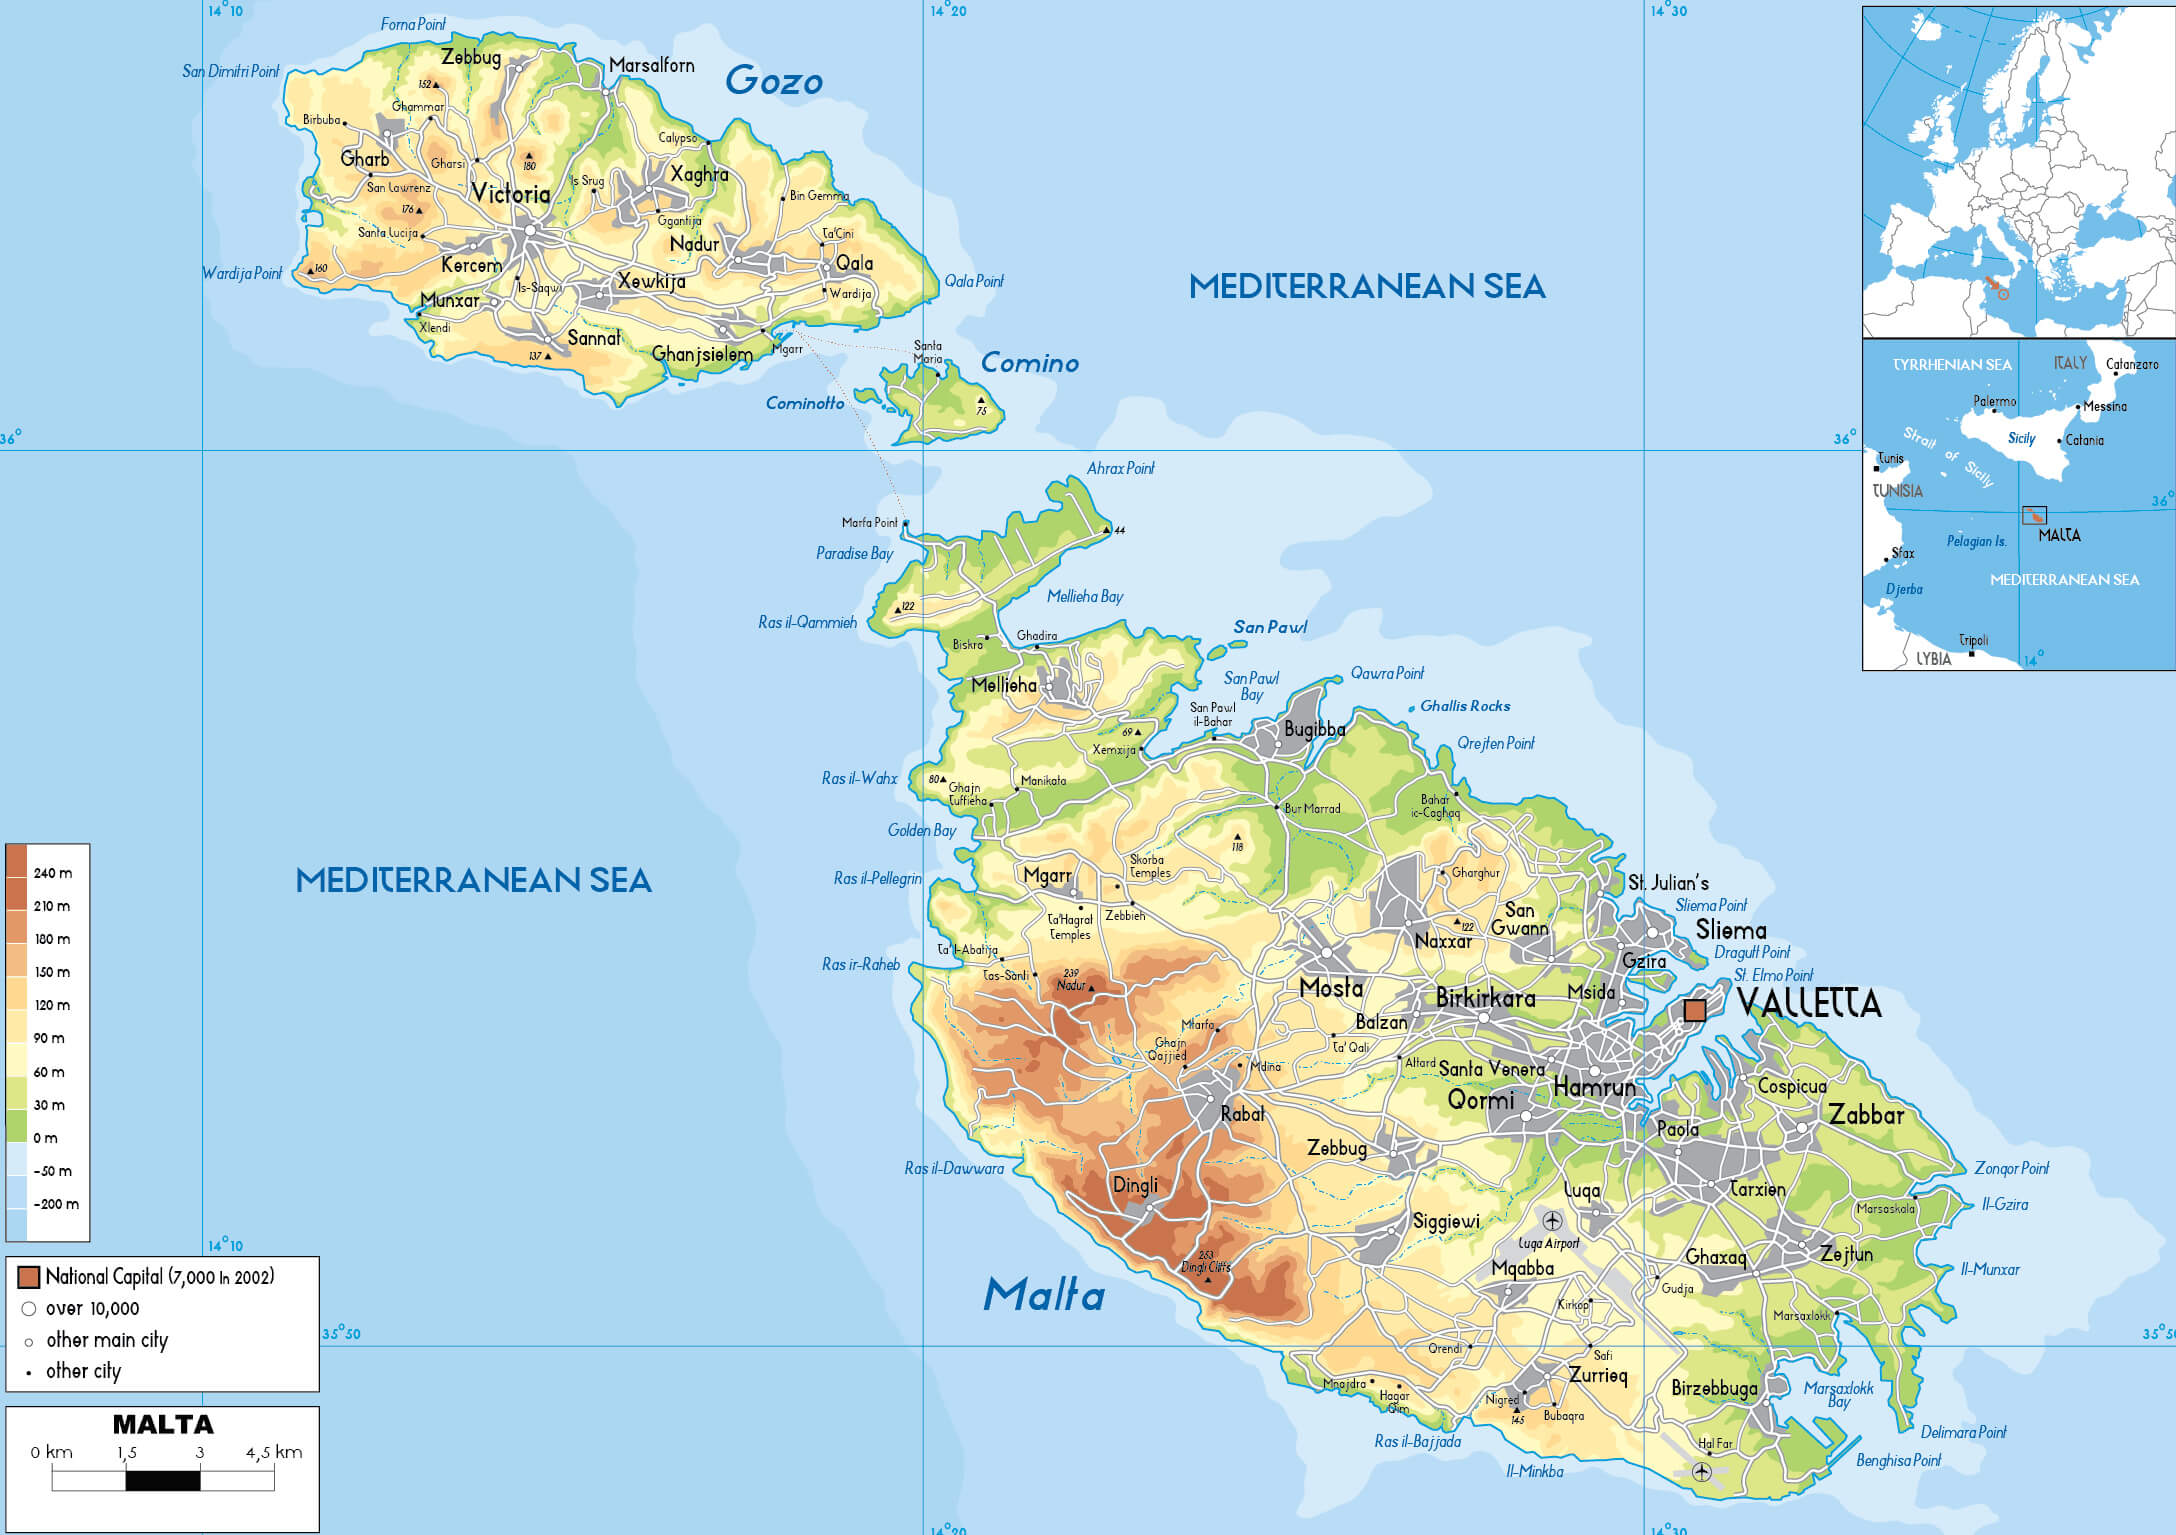 14°10
14°20
14°30
Forna Point
San Dimitri Point
Zebbug
Marsalforn
Gozo
152
Ghammar
Birbuba
Calypso
Gharb
Gharsi
180
Xaghra
San Lawrenz
Victoria
Is Srug
Bin Gemma
176
Ggantija
Santa Lucija
Nadur
Ta'Cini
Kercem
Qala
Wardija Point
160
Xewkija
Is-Saqwi
Wardija
Qala Point
MEDITERRANEAN SEA
Munxar
Xlendi
Sannat
137
Ghanjsielem
Mgarr
Santa
Maria
Comino
Cominotto
75
36°
36°
Ahrax Point
Marfa Point
44
Paradise Bay
Mellieha Bay
122
Ras il-Qammieh
San Pawl
Biskra
Ghadira
Mellieha
San Pawl
Bay
Qawra Point
San Pawl
il-Bahar
Ghallis Rocks
Bugibba
69
Xemxija
Qrejten Point
Ras il-Wahx
80
Ghajn
Tuffieha
Manikata
Bur Marrad
Bahar
ic-Caghaq
Golden Bay
118
Skorba
Temples
Ras il-Pellegrin
Mgarr
Gharghur
St. Julian's
Ta'Hagrat
Temples
Zebbieh
San
Gwann
Sliema Point
122
Naxxar
Sliema
Ta'l-Abatija
Dragutt Point
Ras ir-Raheb
Tas-Santi
239
Nadur
Gzira
St. Elmo Point
Mosta
Birkirkara
Msida
VALLETTA
Balzan
Mtarfa
Ta' Qali
Ghajn
Qajjied
Mdina
Attard
Santa Venera
Hamrun
Cospicua
Rabat
Qormi
Zabbar
Paola
Zebbug
Ras il-Dawwara
Zonqor Point
Dingli
Luqa
Tarxien
Marsaskala
Il-Gzira
Siggiewi
Luqa Airport
Ghaxaq
Zejtun
253
Dingli Cliffs
Mqabba
Gudja
Il-Munxar
Malta
Kirkop
Marsaxlokk
Qrendi
Safi
35°50
35°50
Mnajdra
Hagar
Qim
Zurrieq
Nigred
145
Bubaqra
Birzebbuga
Marsaxlokk
Bay
Ras il-Bajjada
Hal Far
Delimara Point
Il-Minkba
Benghisa Point
14°20
14°30
MEDITERRANEAN SEA
240 m
210 m
180 m
150 m
120 m
90 m
60 m
30 m
0 m
-50 m
-200 m
14°10
National Capital (7,000 in 2002)
over 10,000
other main city
other city
MALTA
0 km 1,5 3 4,5 km
TYRRHENIAN SEA
ITALY
Catanzaro
Palermo
Messina
Sicily
Catania
Strait of Sicily
Tunis
TUNISIA
36°
MALTA
Pelagian Is.
Sfax
MEDITERRANEAN SEA
Djerba
Tripoli
LYBIA
14°